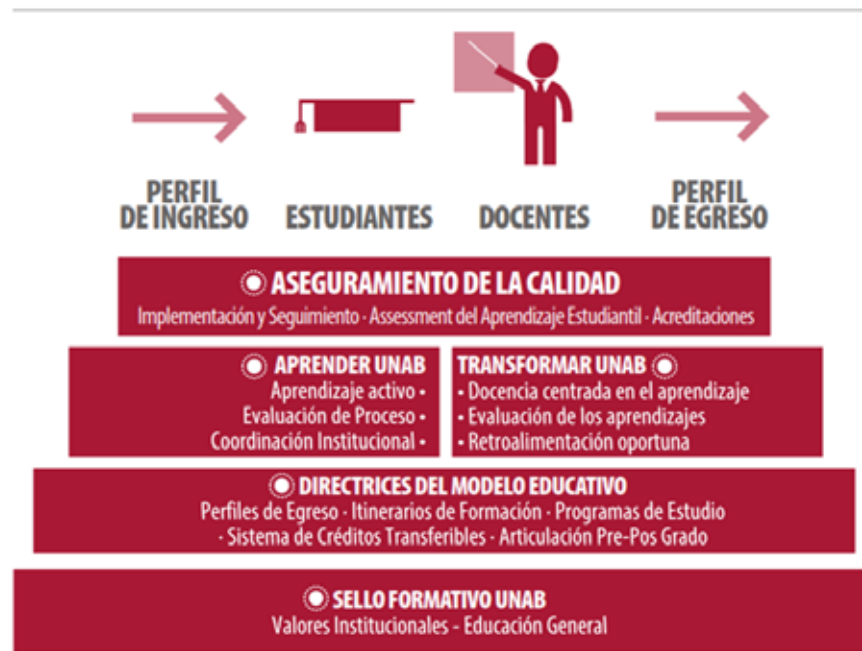 PERFIL
DE INGRESO
ESTUDIANTES
DOCENTES
PERFIL
DE EGRESO
ASEGURAMIENTO DE LA CALIDAD
Implementación y Seguimiento · Assessment del Aprendizaje Estudiantil · Acreditaciones
APRENDER UNAB
Aprendizaje activo •
Evaluación de Proceso •
Coordinación Institucional •
TRANSFORMAR UNAB
• Docencia centrada en el aprendizaje
• Evaluación de los aprendizajes
• Retroalimentación oportuna
DIRECTRICES DEL MODELO EDUCATIVO
Perfiles de Egreso · Itinerarios de Formación · Programas de Estudio
· Sistema de Créditos Transferibles · Articulación Pre-Pos Grado
SELLO FORMATIVO UNAB
Valores Institucionales - Educación General